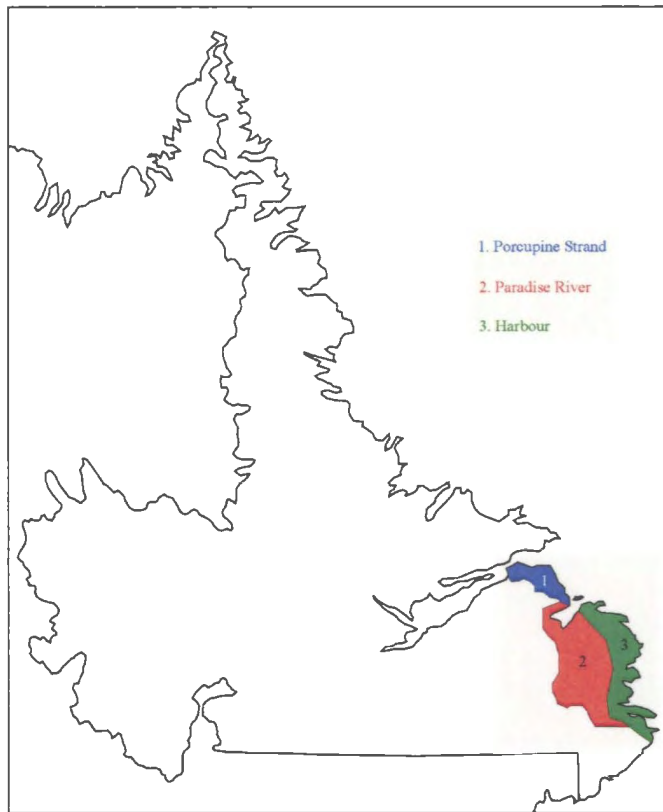 1. Porcupine Strand
2. Paradise River
3. Harbour
1
2
3